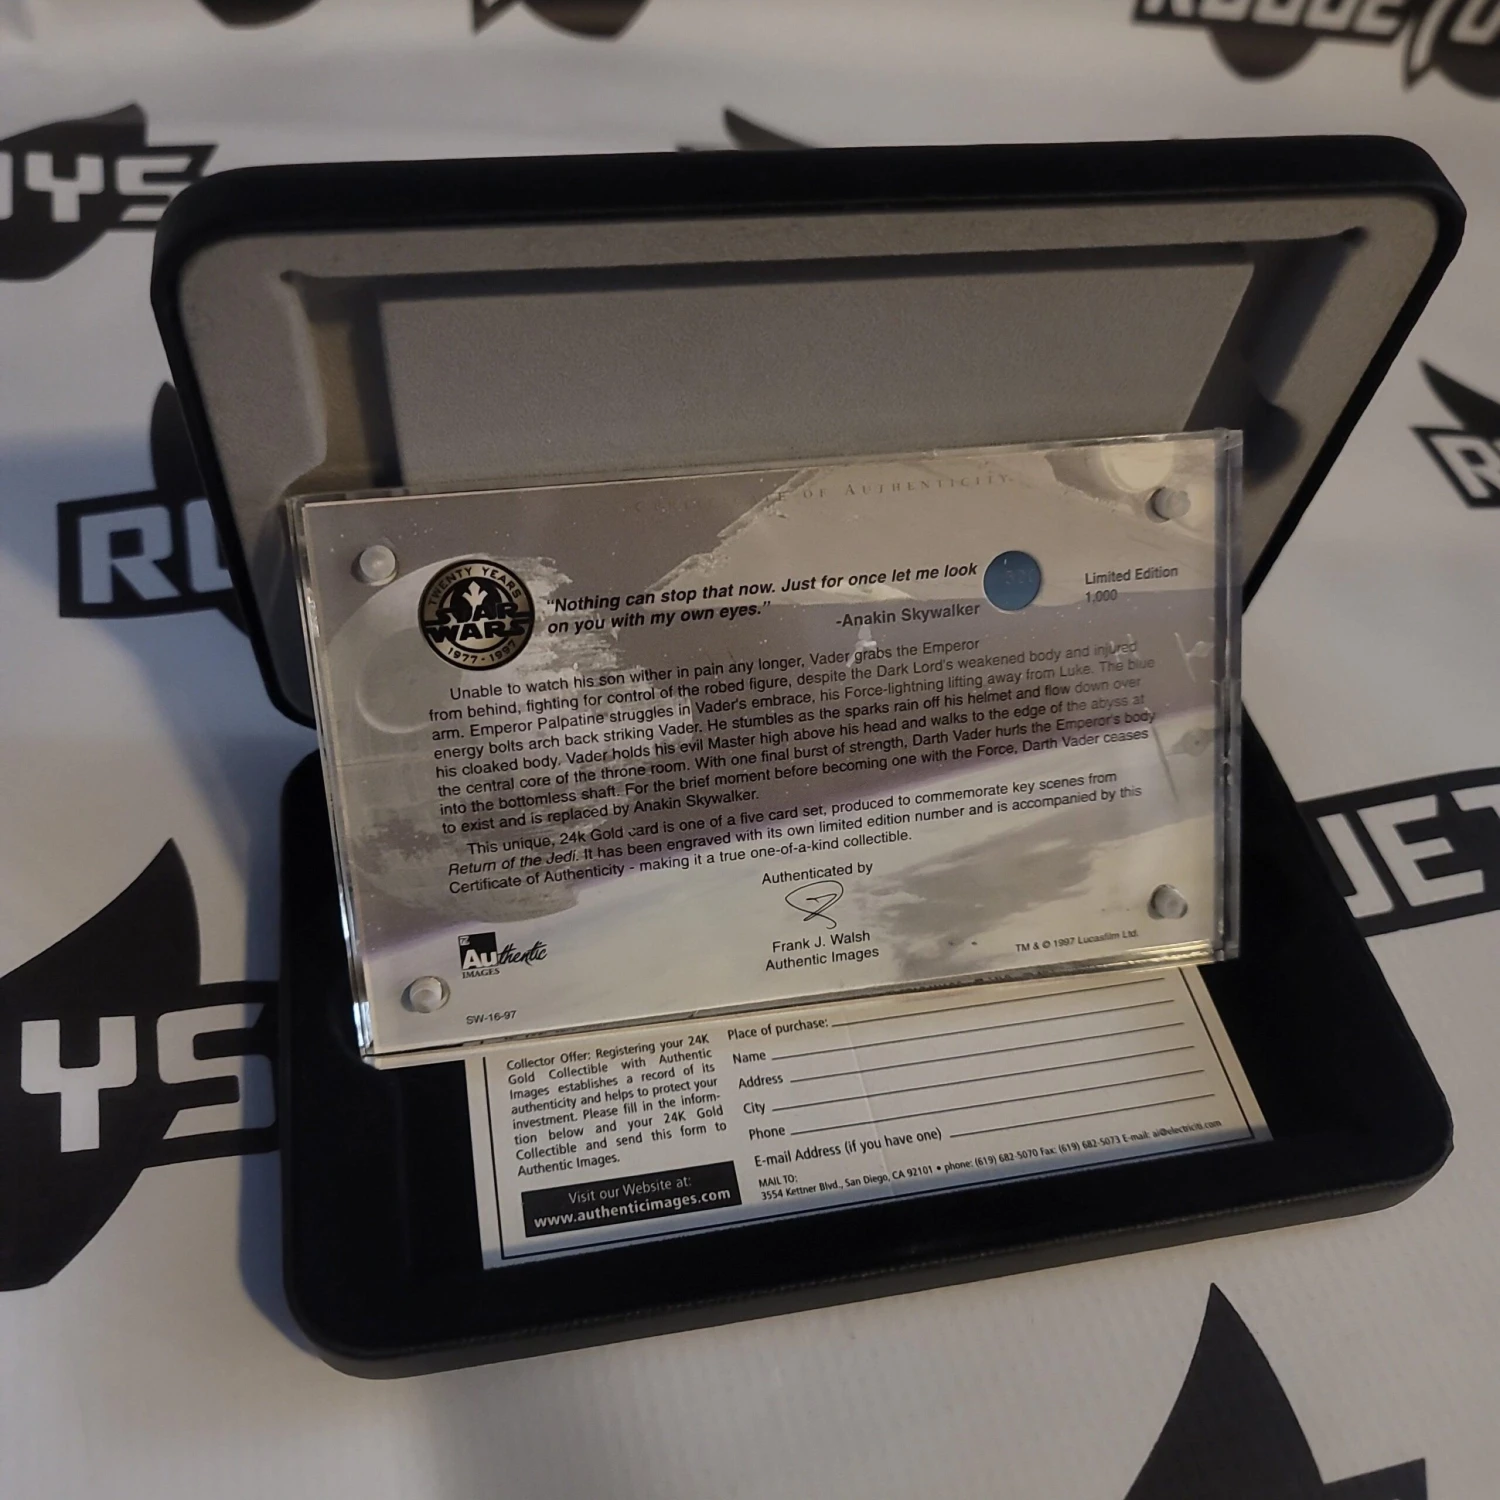 ROGUE TO
OYS
RO
R
JET
YS
E OF AUTHENTICITY
TWENTY YEARS
STAR
WARS
1977 - 1997
"Nothing can stop that now. Just for once let me look
on you with my own eyes."
-Anakin Skywalker
Limited Edition
1,000
Unable to watch his son wither in pain any longer, Vader grabs the Emperor
from behind, fighting for control of the robed figure, despite the Dark Lord's weakened body and injured
arm. Emperor Palpatine struggles in Vader's embrace, his Force-lightning lifting away from Luke. The blue
energy bolts arch back striking Vader. He stumbles as the sparks rain off his helmet and flow down over
his cloaked body. Vader holds his evil Master high above his head and walks to the edge of the abyss at
the central core of the throne room. With one final burst of strength, Darth Vader hurls the Emperor's body
into the bottomless shaft. For the brief moment before becoming one with the Force, Darth Vader ceases
to exist and is replaced by Anakin Skywalker.
This unique, 24k Gold card is one of a five card set, produced to commemorate key scenes from
Return of the Jedi. It has been engraved with its own limited edition number and is accompanied by this
Certificate of Authenticity - making it a true one-of-a-kind collectible.
Authenticated by
Frank J. Walsh
Authentic Images
Authentic
IMAGES
TM & © 1997 Lucasfilm Ltd.
SW-16-97
Collector Offer: Registering your 24K
Gold Collectible with Authentic
Images establishes a record of its
authenticity and helps to protect your
investment. Please fill in the inform-
tion below and your 24K Gold
Collectible and send this form to
Authentic Images.
Visit our Website at:
www.authenticimages.com
Place of purchase:
Name
Address
City
Phone
E-mail Address (if you have one)
MAIL TO:
3554 Kettner Blvd., San Diego, CA 92101 • phone: (619) 682-5070 Fax: (619) 682-5073 E-mail: ai@electriciti.com